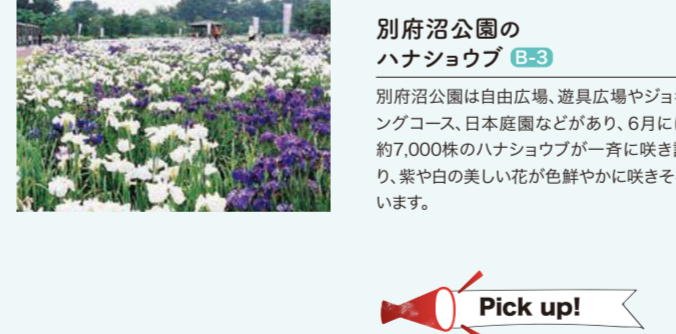 別府沼公園の
ハナショウブ B-3
別府沼公園は自由広場、遊具広場やジョ
ングコース、日本庭園などがあり、6月に
約7,000株のハナショウブが一斉に咲き
り、紫や白の美しい花が色鮮やかに咲きそ
います。
Pick up!